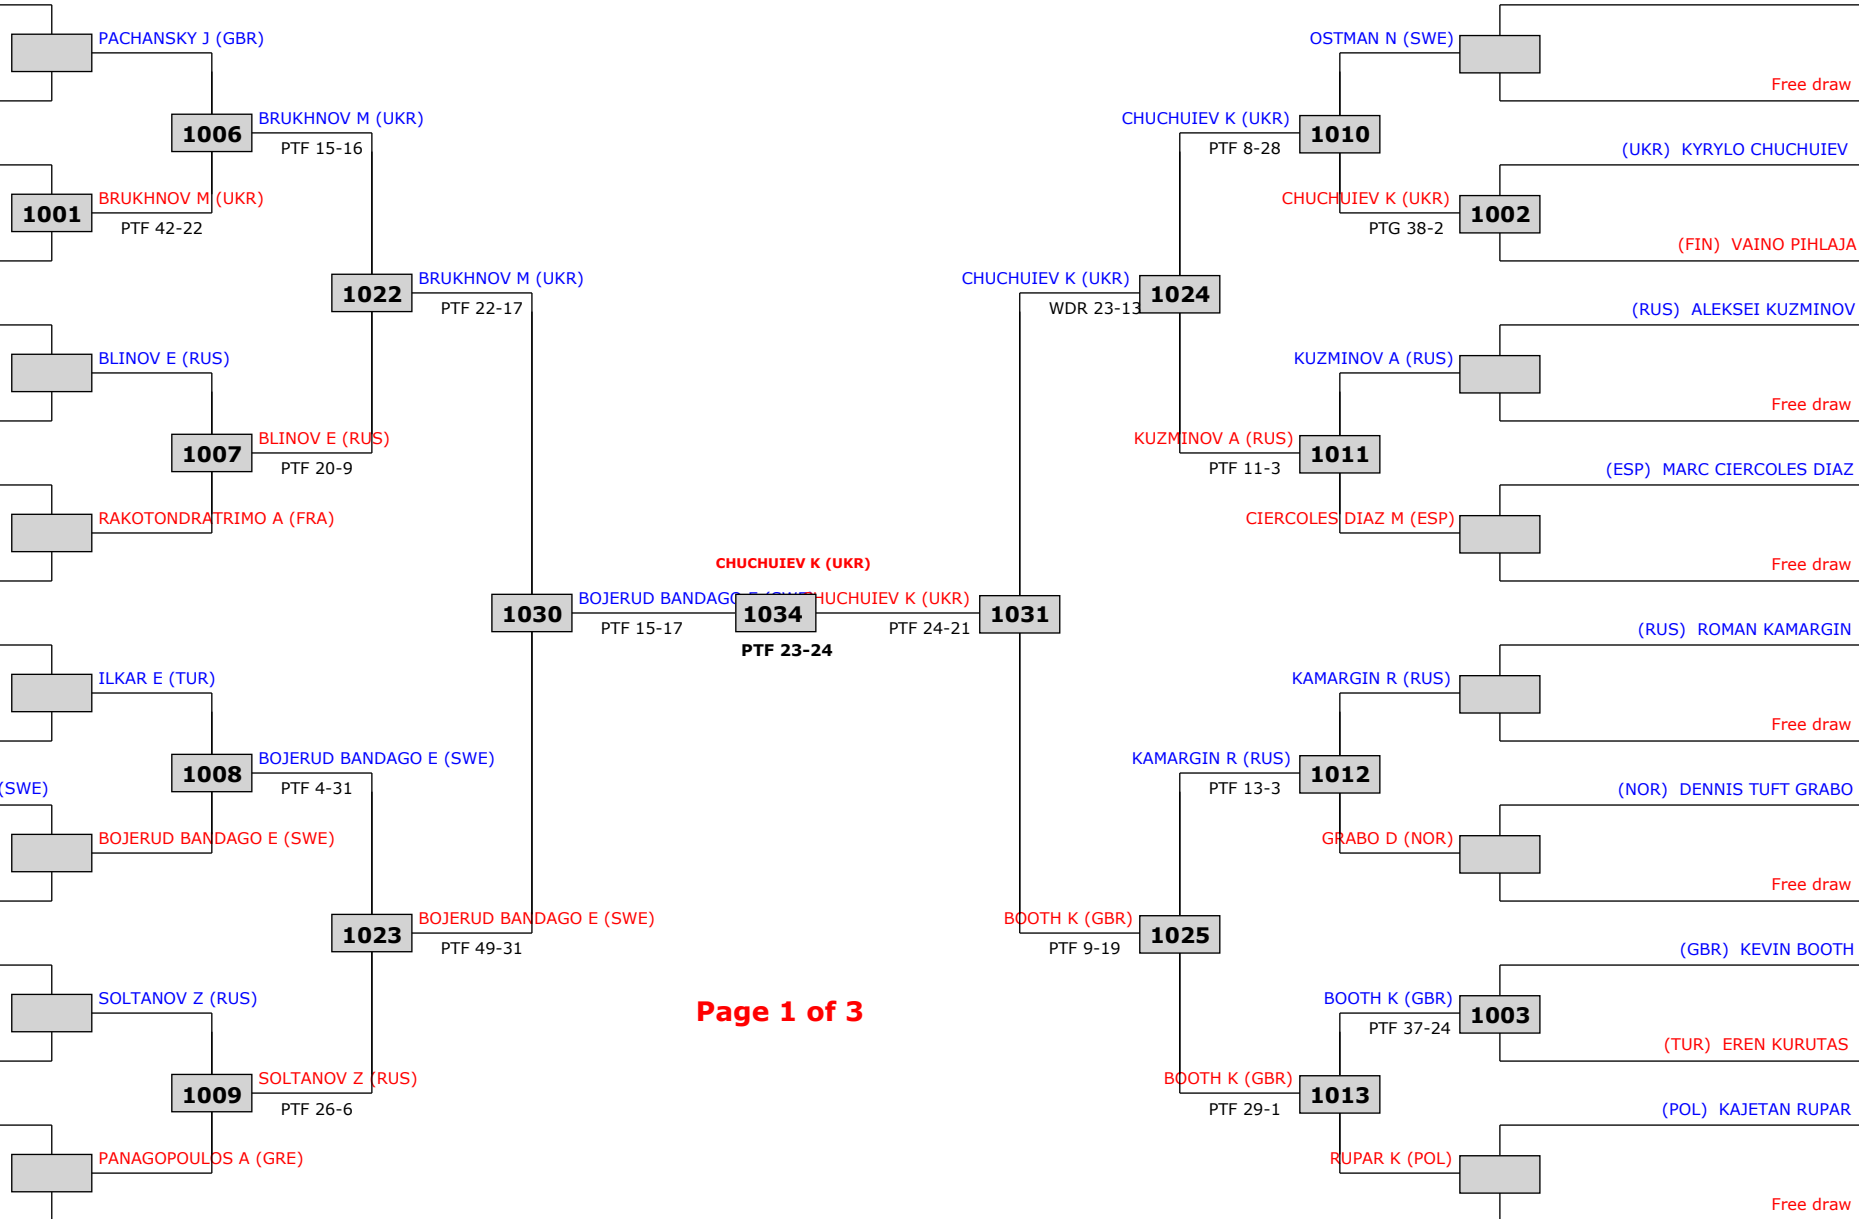 PACHANSKY J (GBR)
OSTMAN N (SWE)
Free draw
BRUKHNOV M (UKR)
CHUCHUIEV K (UKR)
1006
1010
PTF 15-16
PTF 8-28
(UKR) KYRYLO CHUCHUIEV
BRUKHNOV M (UKR)
CHUCHUIEV K (UKR)
1001
1002
PTF 42-22
PTG 38-2
(FIN) VAINO PIHLAJA
BRUKHNOV M (UKR)
CHUCHUIEV K (UKR)
1022
1024
PTF 22-17
WDR 23-13
(RUS) ALEKSEI KUZMINOV
BLINOV E (RUS)
KUZMINOV A (RUS)
Free draw
BLINOV E (RUS)
KUZMINOV A (RUS)
1007
1011
PTF 20-9
PTF 11-3
(ESP) MARC CIERCOLES DIAZ
RAKOTONDRATRIMO A (FRA)
CIERCOLES DIAZ M (ESP)
CHUCHUIEV K (UKR)
Free draw
1030
BOJERUD BANDAGO
1034
HUCHUIEV K (UKR)
1031
PTF 15-17
PTF 24-21
PTF 23-24
(RUS) ROMAN KAMARGIN
ILKAR E (TUR)
KAMARGIN R (RUS)
Free draw
BOJERUD BANDAGO E (SWE)
KAMARGIN R (RUS)
1008
1012
PTF 4-31
PTF 13-3
(SWE)
(NOR) DENNIS TUFT GRABO
BOJERUD BANDAGO E (SWE)
GRABO D (NOR)
Free draw
BOJERUD BANDAGO E (SWE)
BOOTH K (GBR)
1023
1025
PTF 49-31
PTF 9-19
(GBR) KEVIN BOOTH
SOLTANOV Z (RUS)
BOOTH K (GBR)
Page 1 of 3
1003
PTF 37-24
(TUR) EREN KURUTAS
SOLTANOV Z (RUS)
BOOTH K (GBR)
1009
1013
PTF 26-6
PTF 29-1
(POL) KAJETAN RUPAR
PANAGOPOULOS A (GRE)
RUPAR K (POL)
Free draw